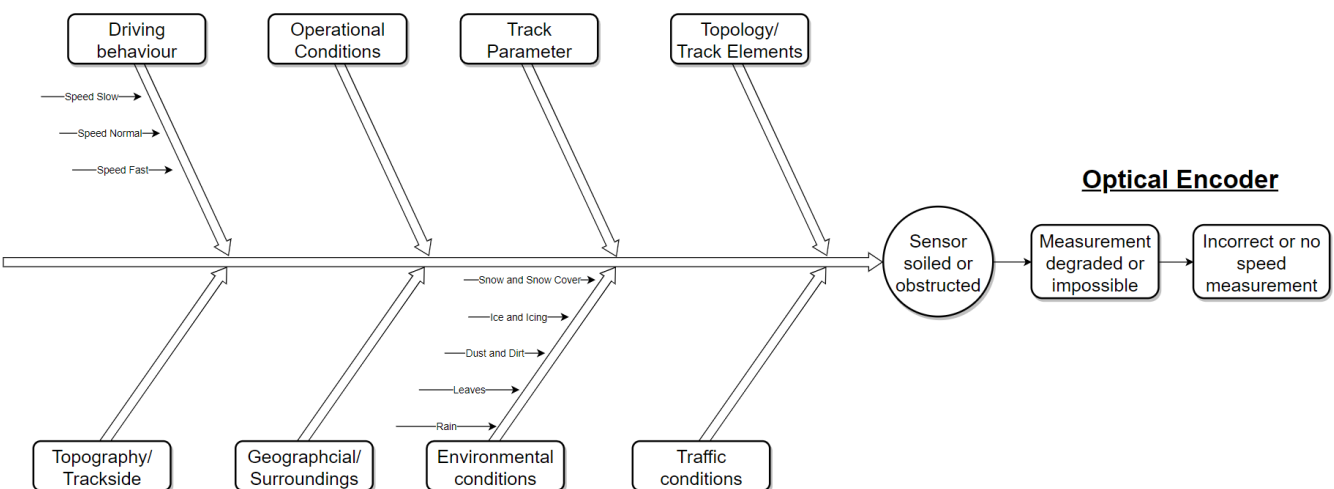 Driving
behaviour
Operational
Conditions
Track
Parameter
Topology/
Track Elements
Speed Slow
Speed Normal
Speed Fast
Optical Encoder
Sensor
soiled or
obstructed
Measurement
degraded or
impossible
Incorrect or no
speed
measurement
Snow and Snow Cover
Ice and Icing
Dust and Dirt
Leaves
Rain
Topography/
Trackside
Geographcial/
Surroundings
Environmental
conditions
Traffic
conditions